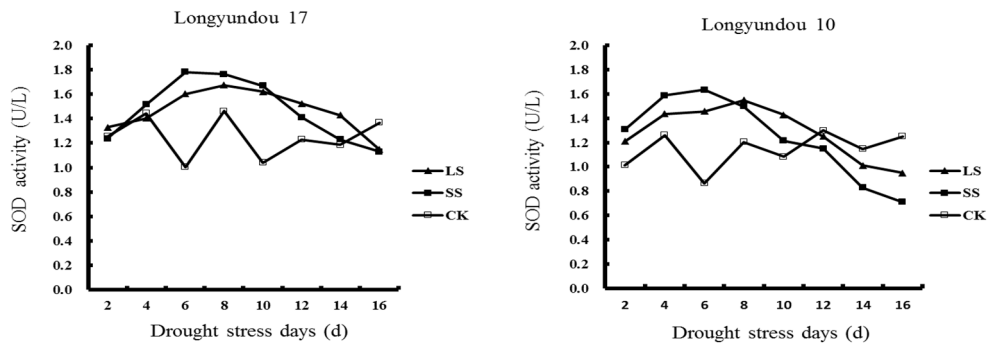 Longyundou 17
SOD activity (U/L)
2.0
1.8
1.6
1.4
1.2
1.0
0.8
0.6
0.4
0.2
0.0
2 4 6 8 10 12 14 16
Drought stress days (d)
LS
SS
CK
Longyundou 10
SOD activity (U/L)
2.0
1.8
1.6
1.4
1.2
1.0
0.8
0.6
0.4
0.2
0.0
2 4 6 8 10 12 14 16
Drought stress days (d)
LS
SS
CK